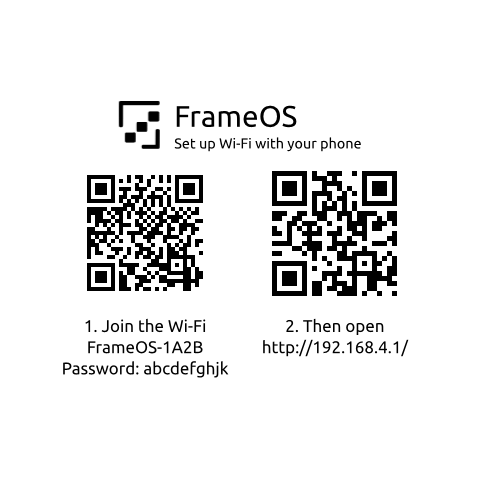 FrameOS
Set up Wi-Fi with your phone
1. Join the Wi-Fi
FrameOS-1A2B
Password: abcdefghjk
2. Then open
http://192.168.4.1/